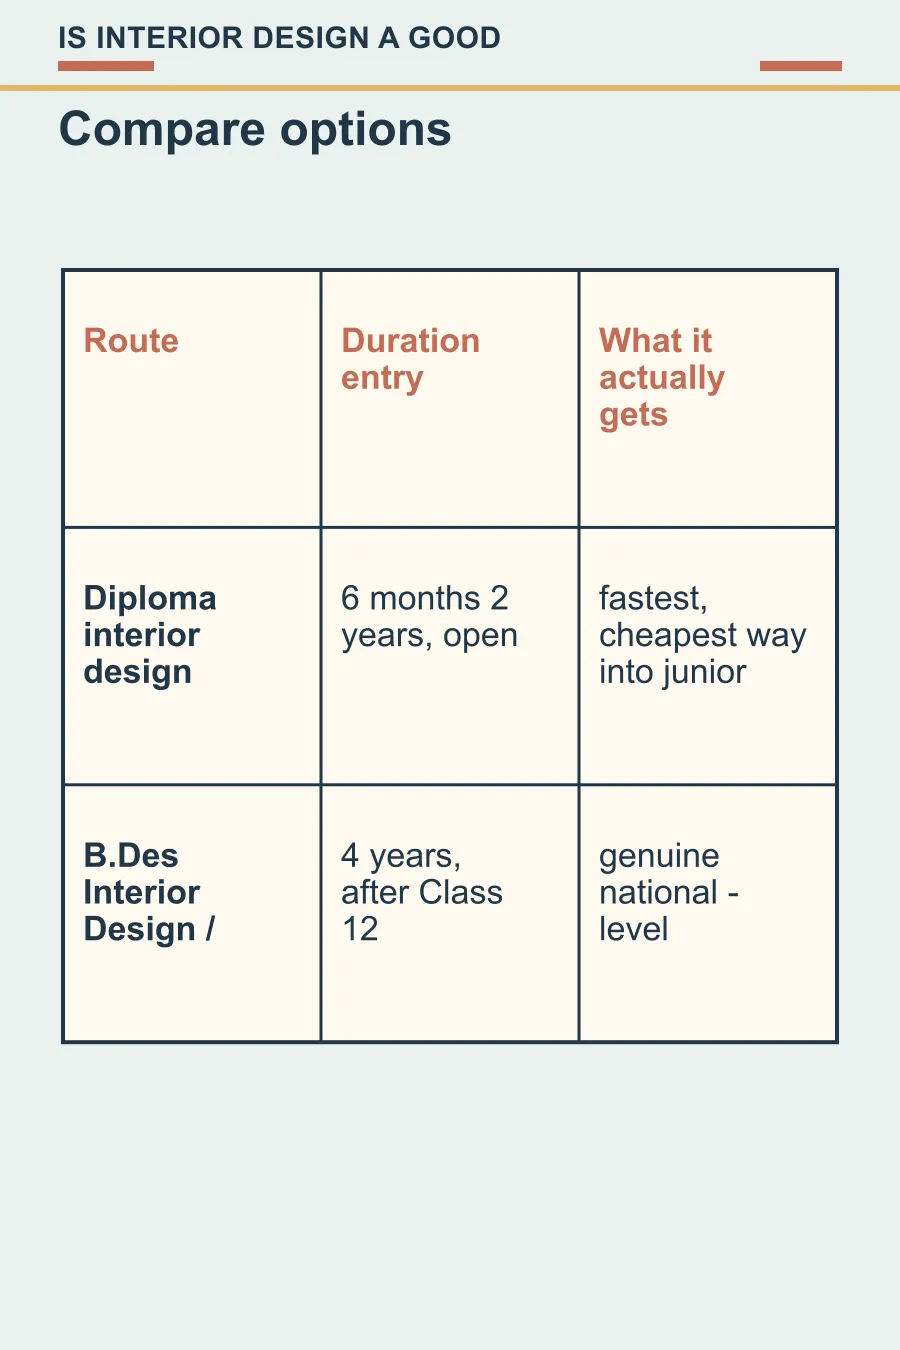 IS INTERIOR DESIGN A GOOD
Compare options
Route
Duration
entry
What it
actually
gets
Diploma
interior
design
6 months 2
years, open
fastest,
cheapest way
into junior
B.Des
Interior
Design /
4 years,
after Class
12
genuine
national -
level